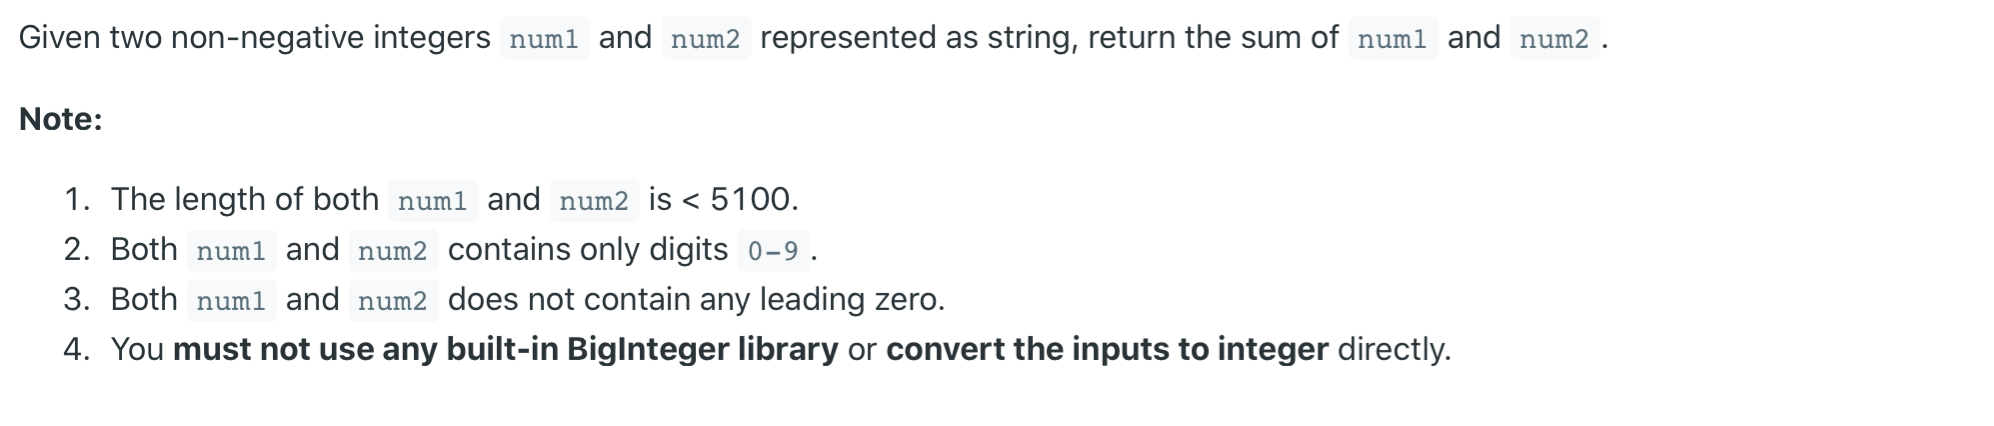 Given two non-negative integers num1 and num2 represented as string, return the sum of num1 and num2 .
Note:
1. The length of both num1 and num2 is < 5100.
2. Both num1 and num2 contains only digits 0-9 .
3. Both num1 and num2 does not contain any leading zero.
4. You must not use any built-in BigInteger library or convert the inputs to integer directly.